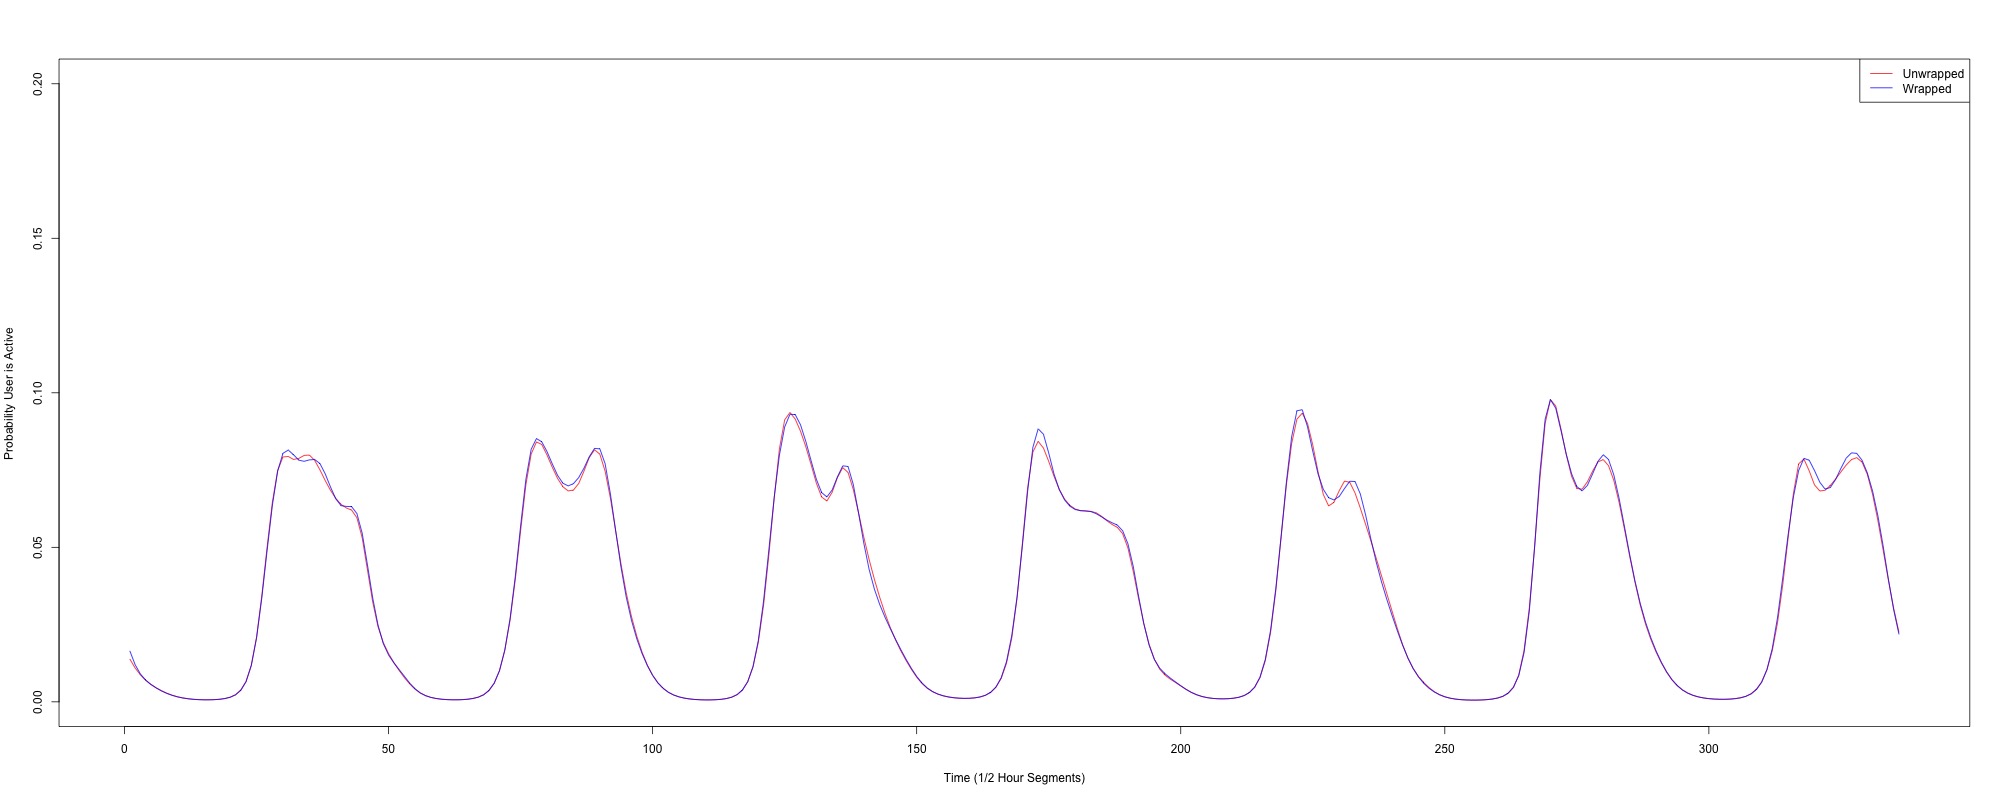 Unwrapped
Wrapped
0.20
0.15
0.10
0.05
0.00
Probability User is Active
0 50 100 150 200 250 300
Time (1/2 Hour Segments)